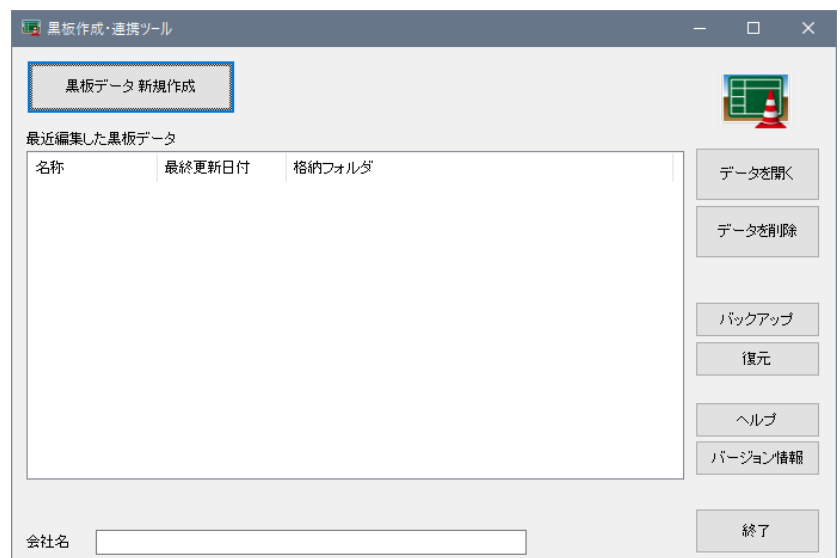 黒板作成・連携ツール
黒板データ 新規作成
最近編集した黒板データ
名称 最終更新日付 格納フォルダ
データを開く
データを削除
バックアップ
復元
ヘルプ
バージョン情報
会社名
終了